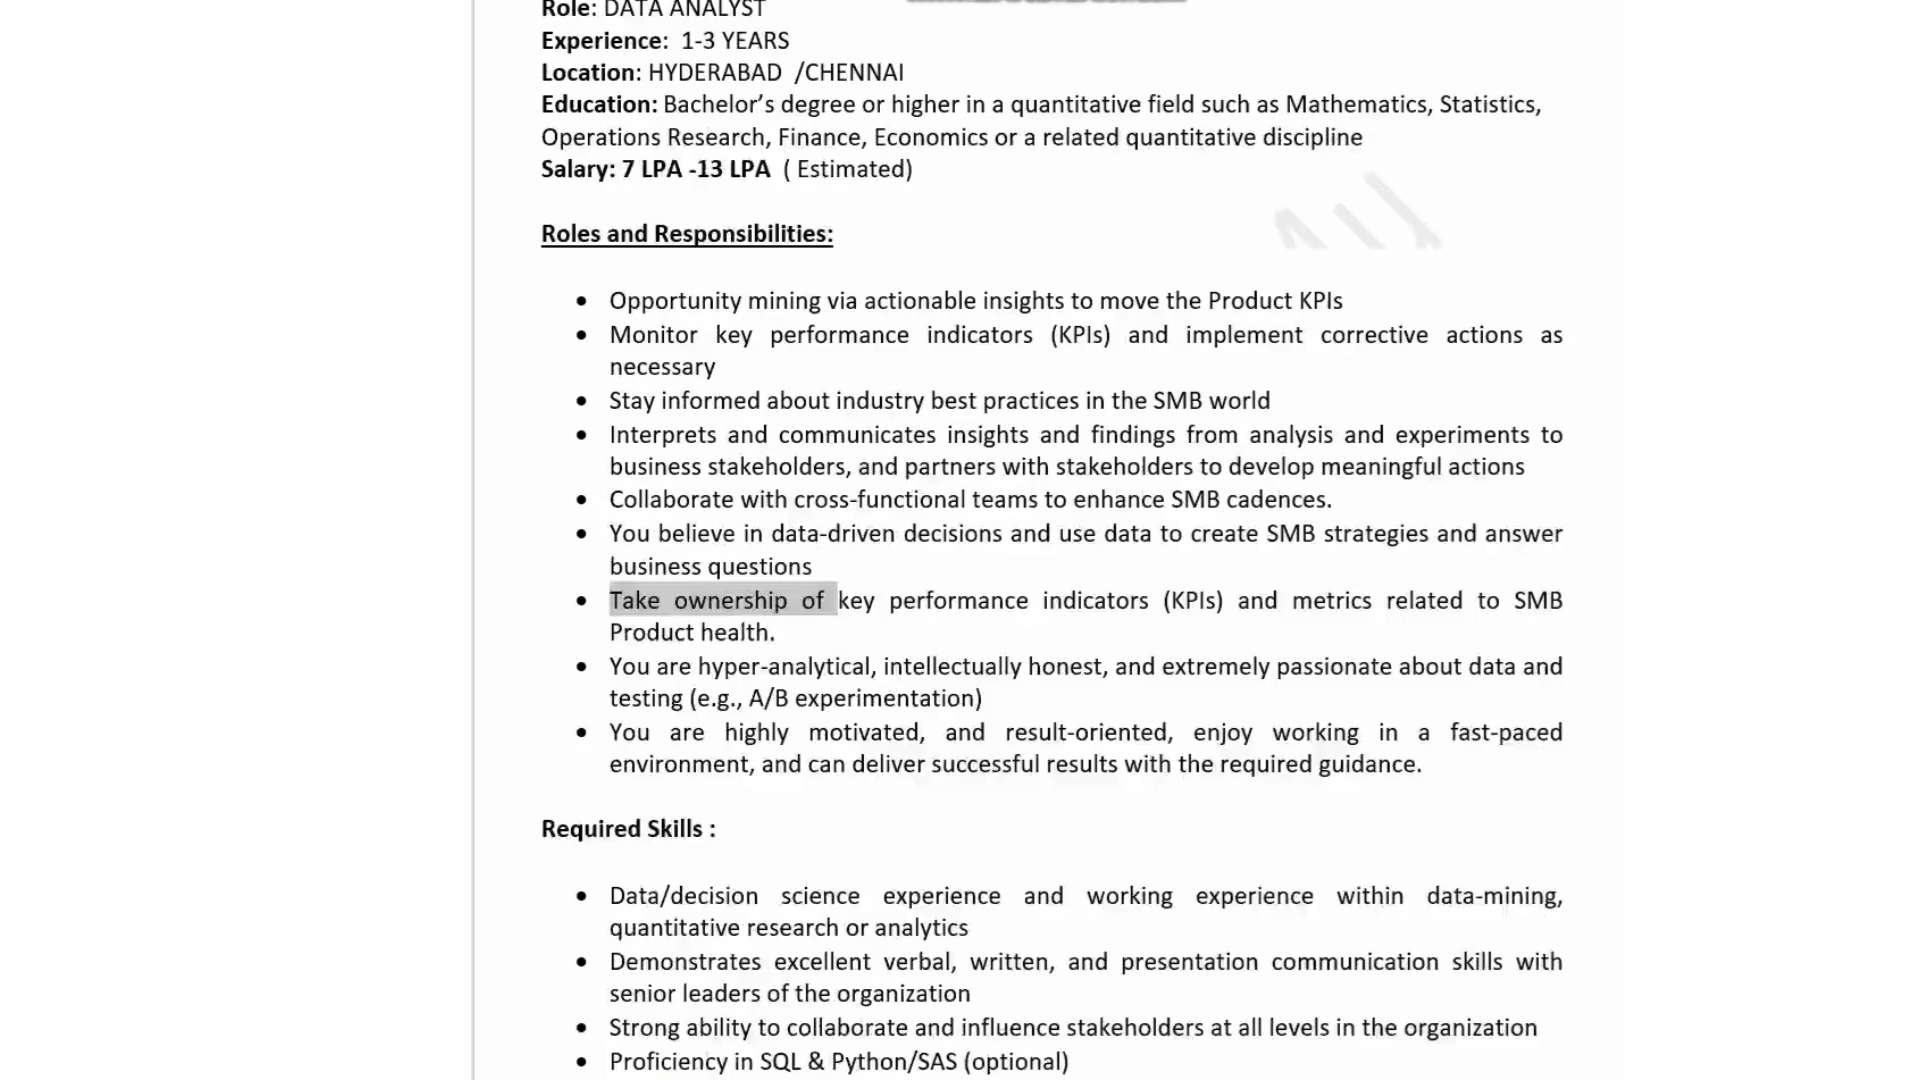 Role: DATA ANALYST
Experience: 1-3 YEARS
Location: HYDERABAD /CHENNAI
Education: Bachelor’s degree or higher in a quantitative field such as Mathematics, Statistics,
Operations Research, Finance, Economics or a related quantitative discipline
Salary: 7 LPA -13 LPA ( Estimated)
Roles and Responsibilities:
• Opportunity mining via actionable insights to move the Product KPIs
• Monitor key performance indicators (KPIs) and implement corrective actions as
necessary
• Stay informed about industry best practices in the SMB world
• Interprets and communicates insights and findings from analysis and experiments to
business stakeholders, and partners with stakeholders to develop meaningful actions
• Collaborate with cross-functional teams to enhance SMB cadences.
• You believe in data-driven decisions and use data to create SMB strategies and answer
business questions
• Take ownership of key performance indicators (KPIs) and metrics related to SMB
Product health.
• You are hyper-analytical, intellectually honest, and extremely passionate about data and
testing (e.g., A/B experimentation)
• You are highly motivated, and result-oriented, enjoy working in a fast-paced
environment, and can deliver successful results with the required guidance.
Required Skills :
• Data/decision science experience and working experience within data-mining,
quantitative research or analytics
• Demonstrates excellent verbal, written, and presentation communication skills with
senior leaders of the organization
• Strong ability to collaborate and influence stakeholders at all levels in the organization
• Proficiency in SQL & Python/SAS (optional)